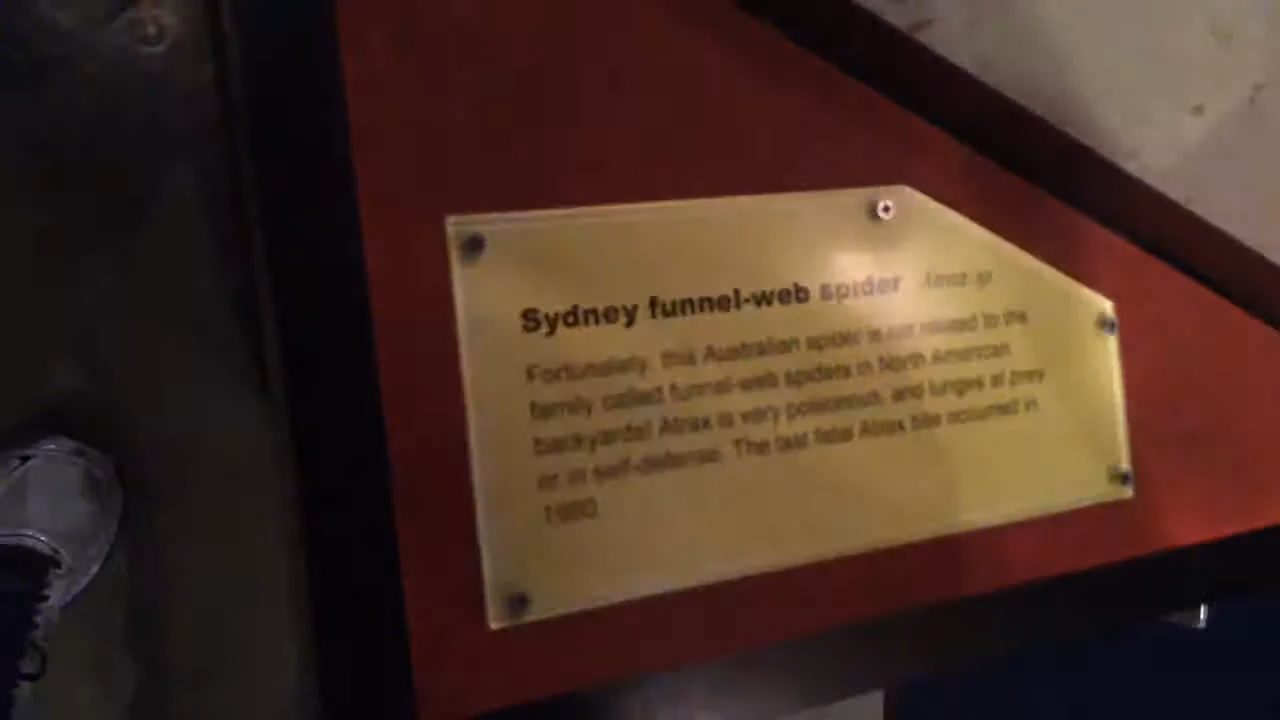 Sydney funnel-web spider
Fortunately, this Australian spider is not related to the
family called funnel-web spiders in North American
backyards! Atrax is very poisonous, and lunges at prey
or in self-defense. The last fatal Atrax bite occurred in
1980.